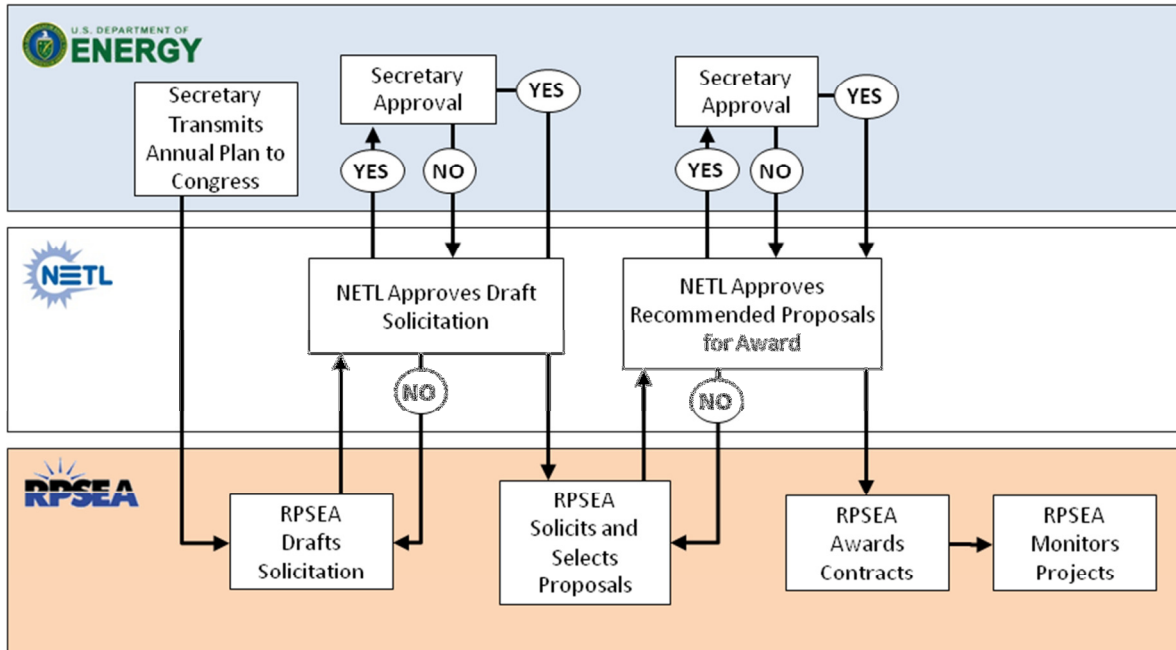 U.S. DEPARTMENT OF
ENERGY
Secretary
Transmits
Annual Plan to
Congress
Secretary
Approval
YES
YES
NO
Secretary
Approval
YES
YES
NO
NETL
NETL Approves Draft
Solicitation
NO
NETL Approves
Recommended Proposals
for Award
NO
RPSEA
RPSEA
Drafts
Solicitation
RPSEA
Solicits and
Selects
Proposals
RPSEA
Awards
Contracts
RPSEA
Monitors
Projects